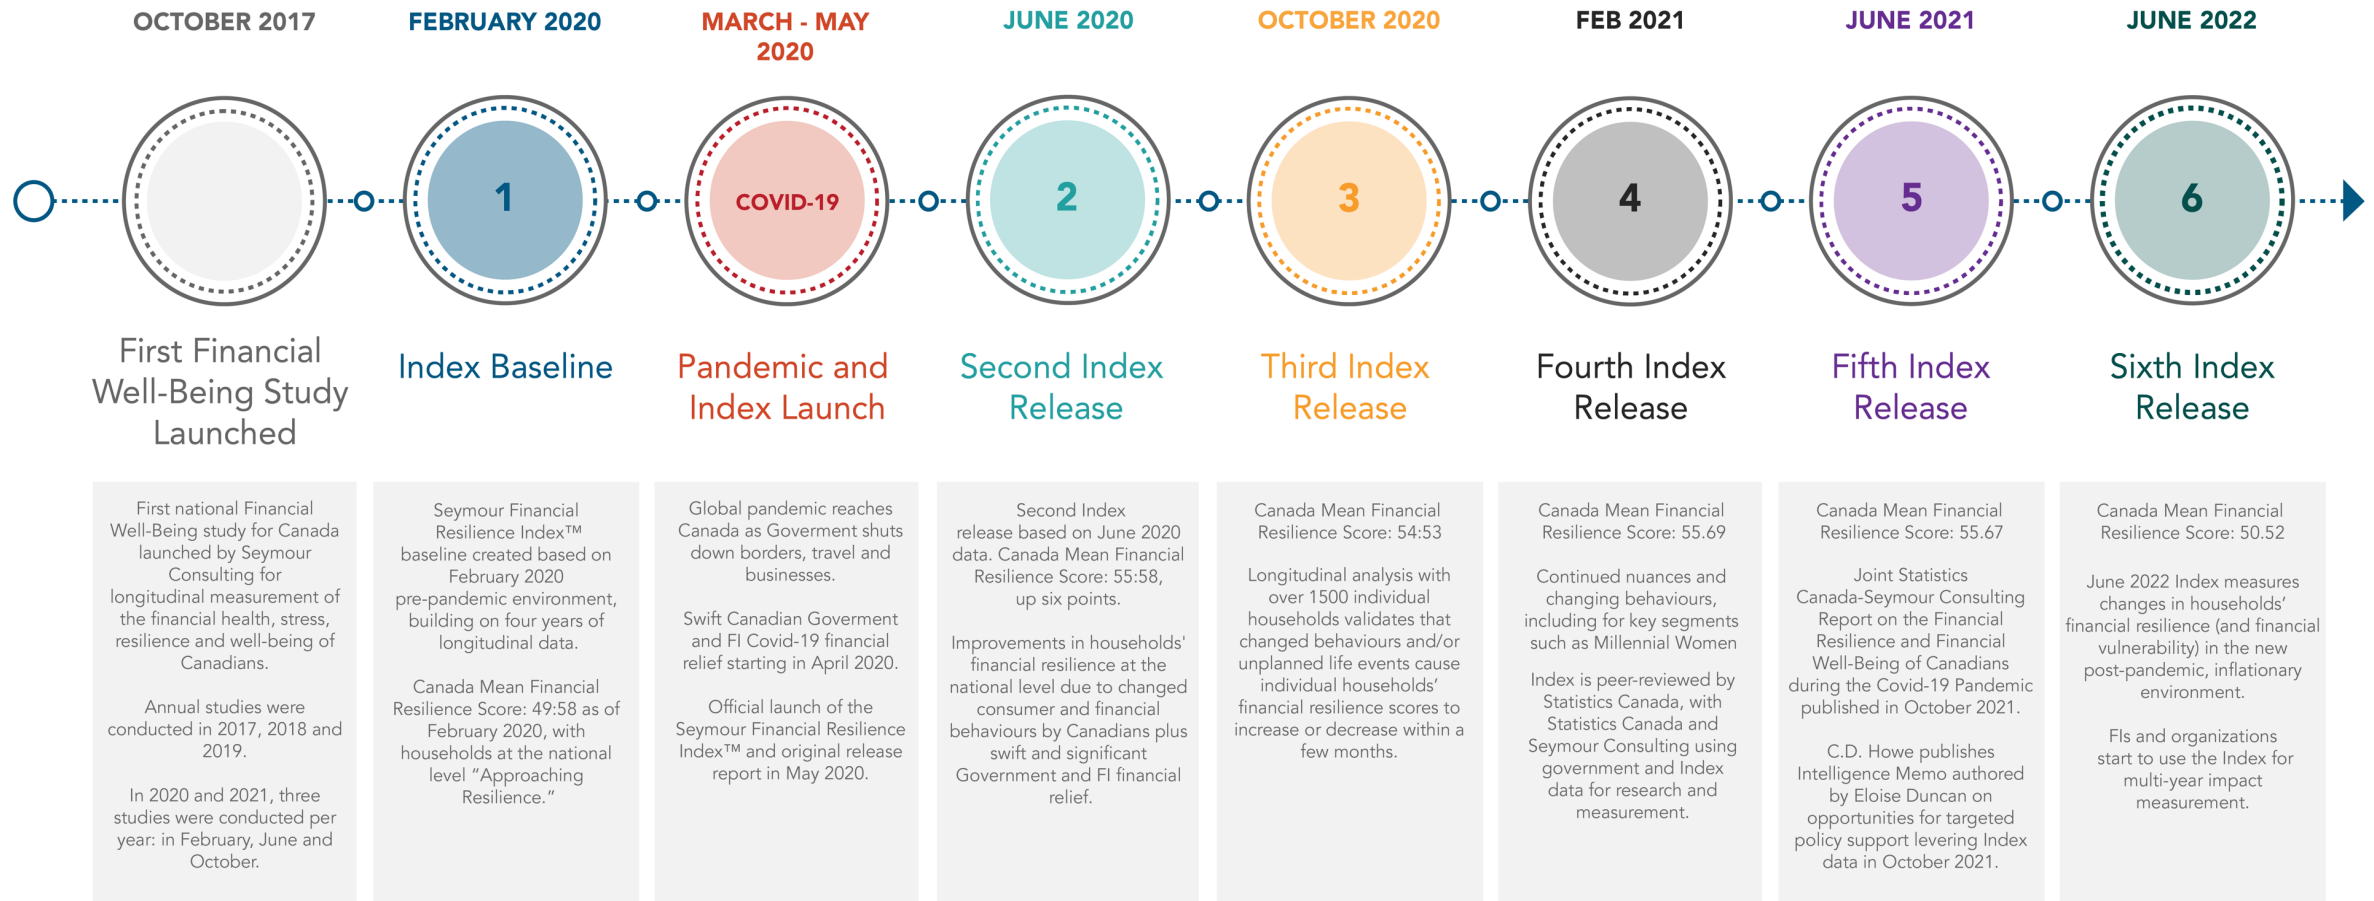 OCTOBER 2017
FEBRUARY 2020
MARCH - MAY
2020
JUNE 2020
OCTOBER 2020
FEB 2021
JUNE 2021
JUNE 2022
1
COVID-19
2
3
4
5
6
First Financial
Well-Being Study
Launched
Index Baseline
Pandemic and
Index Launch
Second Index
Release
Third Index
Release
Fourth Index
Release
Fifth Index
Release
Sixth Index
Release
First national Financial
Well-Being study for Canada
launched by Seymour
Consulting for
longitudinal measurement of
the financial health, stress,
resilience and well-being of
Canadians.
Annual studies were
conducted in 2017, 2018 and
2019.
In 2020 and 2021, three
studies were conducted per
year: in February, June and
October.
Seymour Financial
Resilience Index™
baseline created based on
February 2020
pre-pandemic environment,
building on four years of
longitudinal data.
Canada Mean Financial
Resilience Score: 49:58 as of
February 2020, with
households at the national
level “Approaching
Resilience.”
Global pandemic reaches
Canada as Goverment shuts
down borders, travel and
businesses.
Swift Canadian Goverment
and FI Covid-19 financial
relief starting in April 2020.
Official launch of the
Seymour Financial Resilience
Index™ and original release
report in May 2020.
Second Index
release based on June 2020
data. Canada Mean Financial
Resilience Score: 55:58,
up six points.
Improvements in households'
financial resilience at the
national level due to changed
consumer and financial
behaviours by Canadians plus
swift and significant
Government and FI financial
relief.
Canada Mean Financial
Resilience Score: 54:53
Longitudinal analysis with
over 1500 individual
households validates that
changed behaviours and/or
unplanned life events cause
individual households’
financial resilience scores to
increase or decrease within a
few months.
Canada Mean Financial
Resilience Score: 55.69
Continued nuances and
changing behaviours,
including for key segments
such as Millennial Women
Index is peer-reviewed by
Statistics Canada, with
Statistics Canada and
Seymour Consulting using
government and Index
data for research and
measurement.
Canada Mean Financial
Resilience Score: 55.67
Joint Statistics
Canada-Seymour Consulting
Report on the Financial
Resilience and Financial
Well-Being of Canadians
during the Covid-19 Pandemic
published in October 2021.
C.D. Howe publishes
Intelligence Memo authored
by Eloise Duncan on
opportunities for targeted
policy support levering Index
data in October 2021.
Canada Mean Financial
Resilience Score: 50.52
June 2022 Index measures
changes in households’
financial resilience (and financial
vulnerability) in the new
post-pandemic, inflationary
environment.
FIs and organizations
start to use the Index for
multi-year impact
measurement.